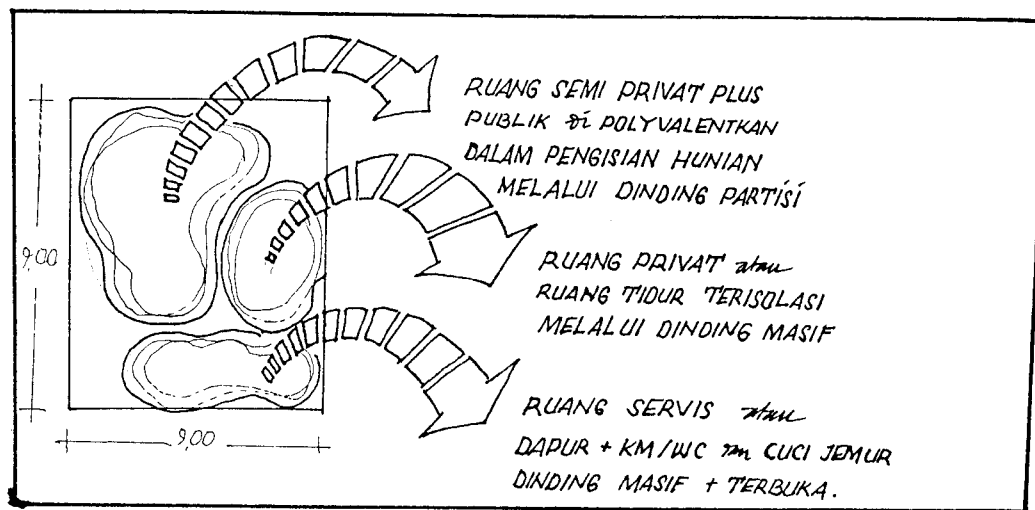 RUANG SEMI PRIVAT PLUS
PUBLIK di POLYVALENTKAN
DALAM PENGISIAN HUNIAN
MELALUI DINDING PARTISI
9,00
RUANG PRIVAT atau
RUANG TIDUR TERISOLASI
MELALUI DINDING MASIF
RUANG SERVIS atau
9,00
DAPUR + KM/WC CUCI JEMUR
DINDING MASIF + TERBUKA.